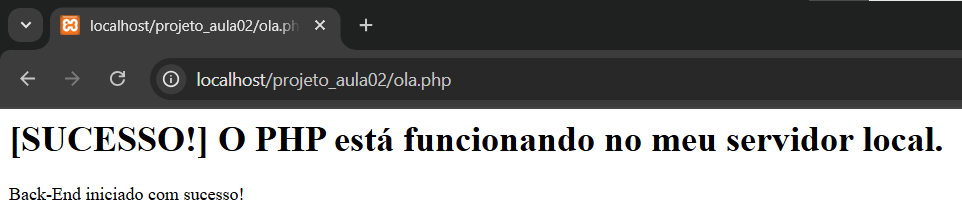 localhost/projeto_aula02/ola.ph
localhost/projeto_aula02/ola.php
[SUCESSO!] O PHP está funcionando no meu servidor local.
Back-End iniciado com sucesso!